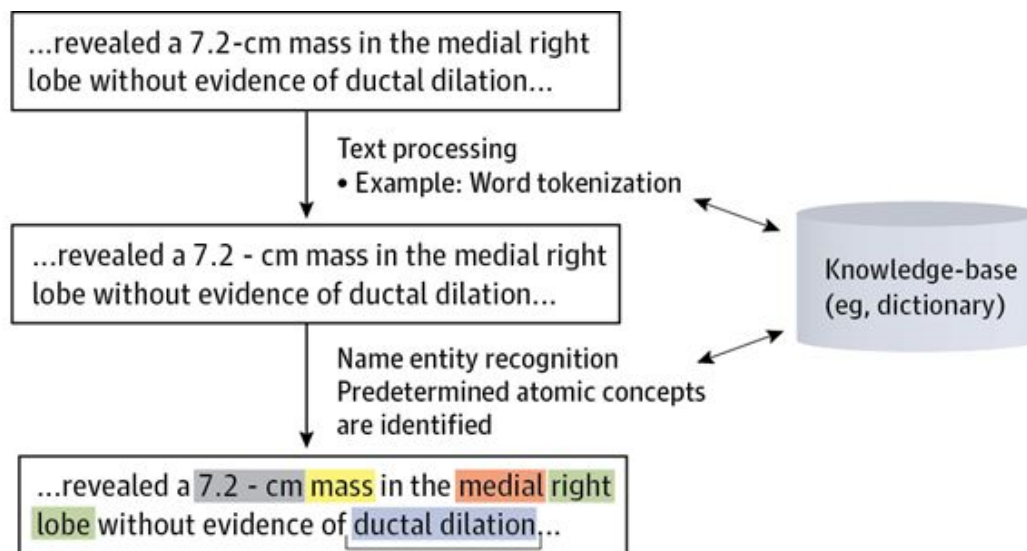 ...revealed a 7.2-cm mass in the medial right
lobe without evidence of ductal dilation...
Text processing
• Example: Word tokenization
...revealed a 7.2 - cm mass in the medial right
lobe without evidence of ductal dilation...
Knowledge-base
(eg, dictionary)
Name entity recognition
Predetermined atomic concepts
are identified
...revealed a 7.2 - cm mass in the medial right
lobe without evidence of ductal dilation...